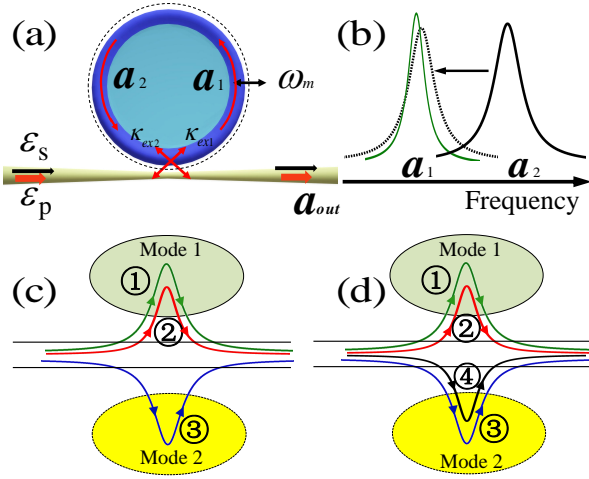 (a)
a₂
a₁
ωₘ
κₑₓ₂
κₑₓ₁
εₛ
εₚ
a_out
(b)
a₁
a₂
Frequency
(c)
Mode 1
①
②
③
Mode 2
(d)
Mode 1
①
②
④
③
Mode 2